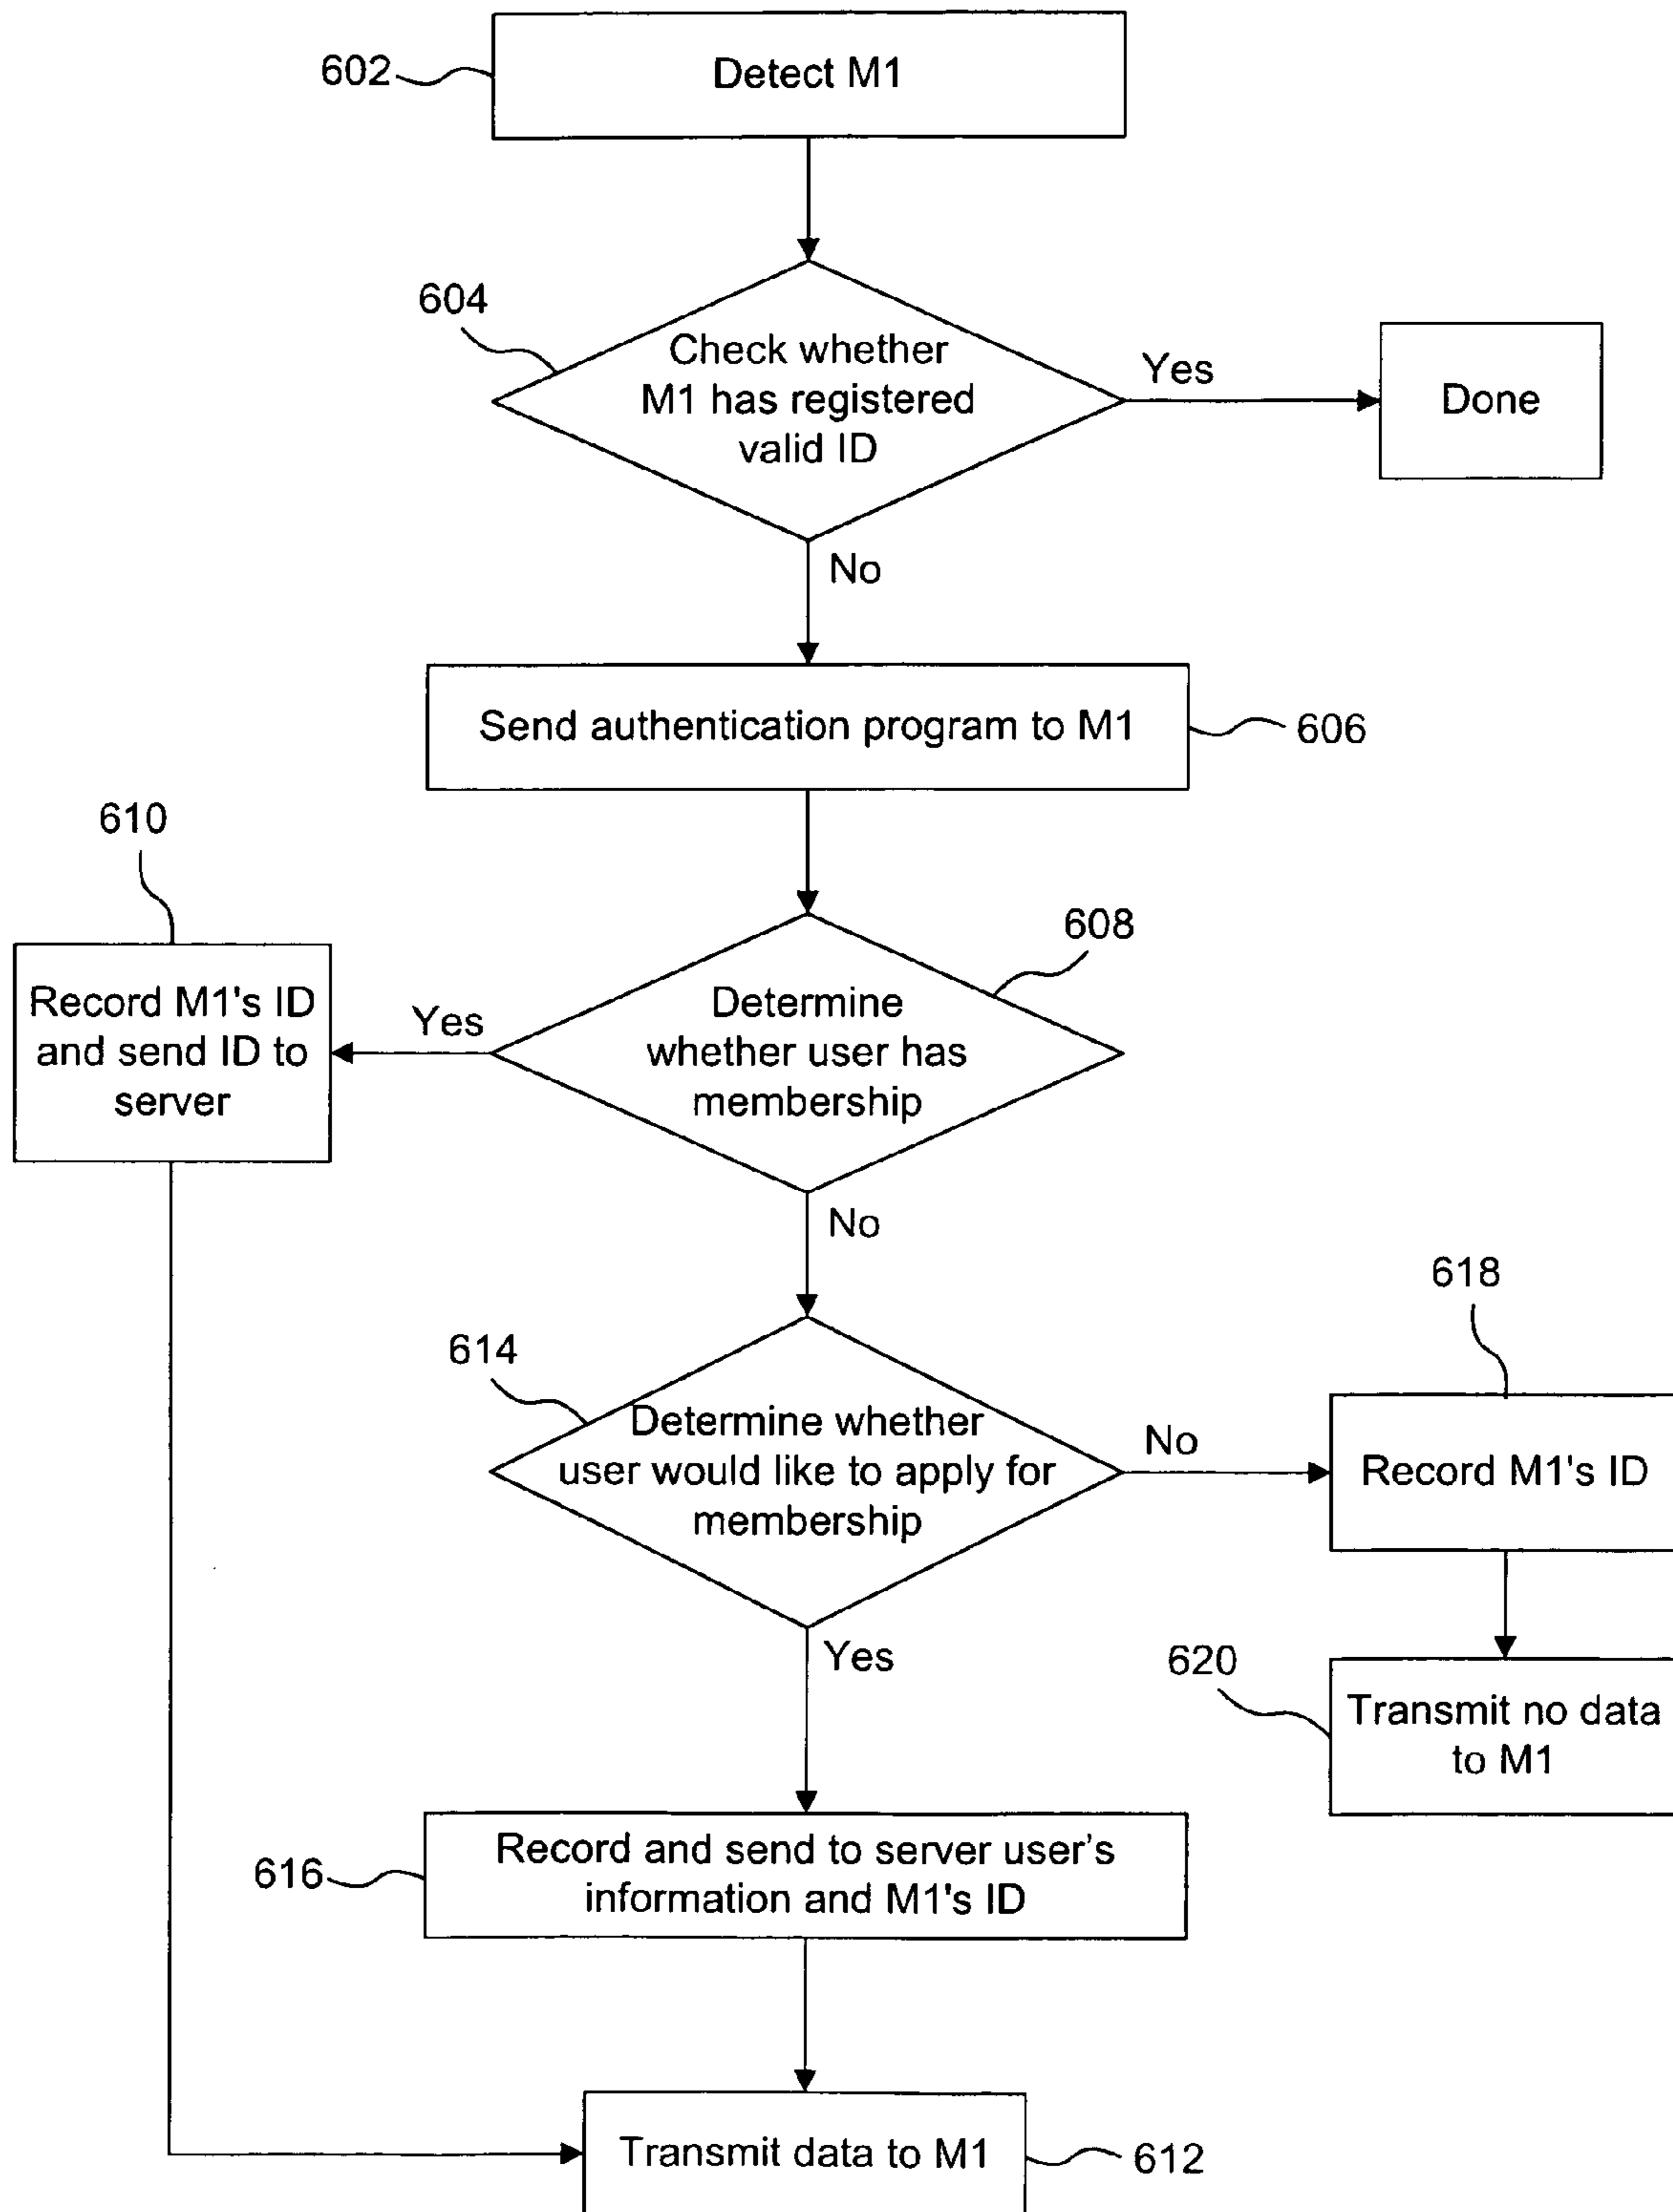 602
Detect M1
604
Check whether
M1 has registered
valid ID
Yes
Done
No
Send authentication program to M1
606
610
608
Record M1's ID
and send ID to
server
Yes
Determine
whether user has
membership
No
618
614
Determine whether
user would like to apply for
membership
No
Record M1's ID
Yes
620
Transmit no data
to M1
616
Record and send to server user's
information and M1's ID
Transmit data to M1
612